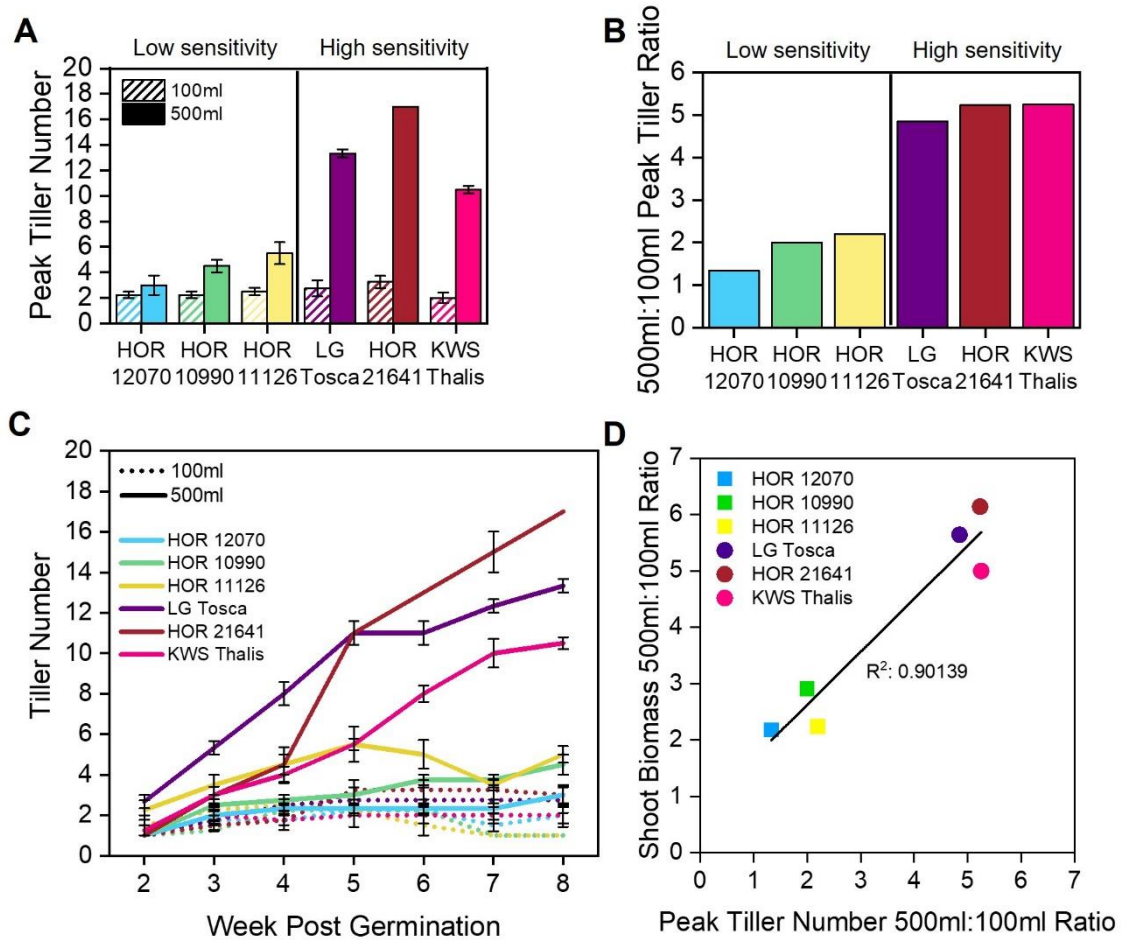 A
Low sensitivity
High sensitivity
Peak Tiller Number
20
18
16
14
12
10
8
6
4
2
0
100ml
500ml
HOR 12070
HOR 10990
HOR 11126
LG Tosca
HOR 21641
KWS Thalis
B
Low sensitivity
High sensitivity
500ml:100ml Peak Tiller Ratio
6
5
4
3
2
1
0
HOR 12070
HOR 10990
HOR 11126
LG Tosca
HOR 21641
KWS Thalis
C
Tiller Number
20
18
16
14
12
10
8
6
4
2
0
100ml
500ml
HOR 12070
HOR 10990
HOR 11126
LG Tosca
HOR 21641
KWS Thalis
2 3 4 5 6 7 8
Week Post Germination
D
Shoot Biomass 500ml:100ml Ratio
7
6
5
4
3
2
1
0
HOR 12070
HOR 10990
HOR 11126
LG Tosca
HOR 21641
KWS Thalis
R²: 0.90139
0 1 2 3 4 5 6 7
Peak Tiller Number 500ml:100ml Ratio